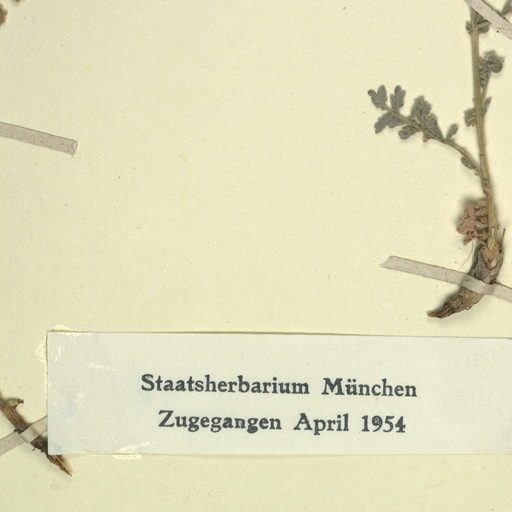 Staatsherbarium München
Zugegangen April 1954